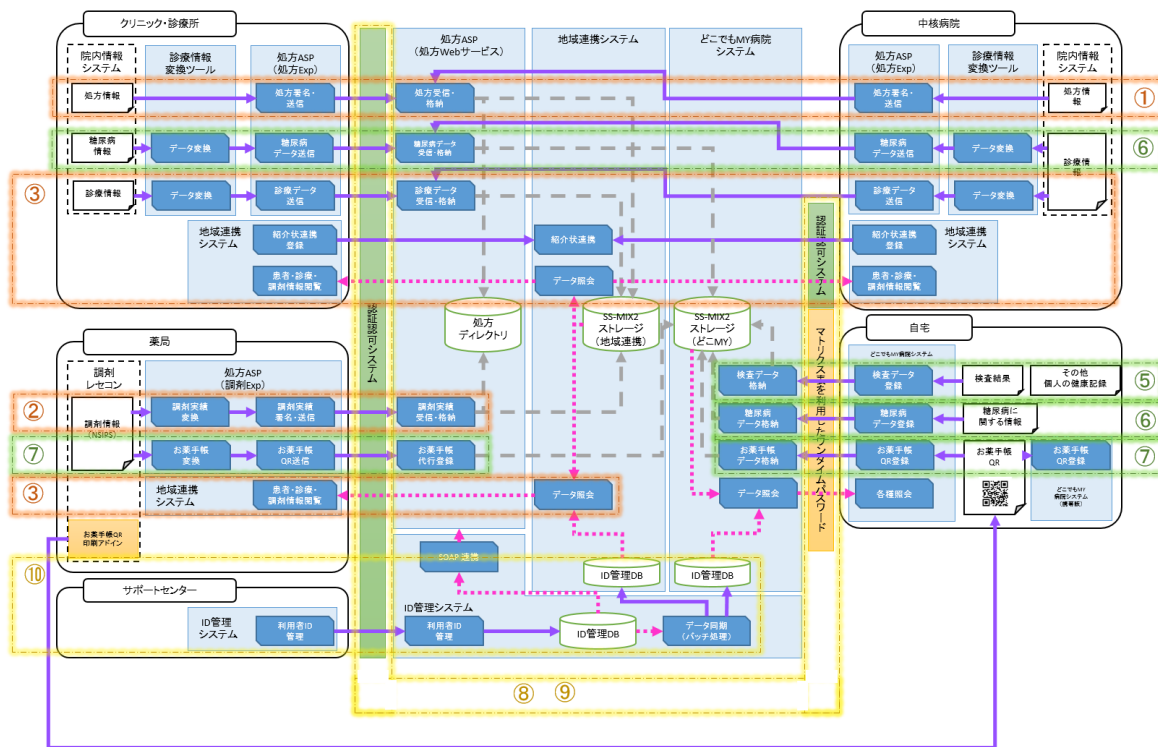 クリニック・診療所
院内情報
システム
診療情報
変換ツール
処方ASP
(処方Exp)
処方情報
処方署名・
送信
糖尿病
情報
データ変換
糖尿病
データ送信
診療情報
データ変換
診療データ
送信
地域連携
システム
紹介状連携
登録
患者・診療・
調剤情報閲覧
処方ASP
(処方Webサービス)
地域連携システム
どこでもMY病院
システム
処方受信・
格納
糖尿病データ
受信・格納
診療データ
受信・格納
紹介状連携
データ照会
処方
ディレクトリ
SS-MIX2
ストレージ
(地域連携)
SS-MIX2
ストレージ
(どこMY)
認証認可システム
中核病院
処方ASP
(処方Exp)
診療情報
変換ツール
院内情報
システム
処方署名・
送信
処方情
報
糖尿病
データ送信
データ変換
診療情
報
診療データ
送信
データ変換
紹介状連携
登録
地域連携
システム
患者・診療・
調剤情報閲覧
認証認可システム
マトリクス表を利用したワンタイムパスワード
①
⑥
③
薬局
調剤
レセコン
処方ASP
(調剤Exp)
調剤情報
(NSIPS)
調剤実績
変換
調剤実績
署名・送信
調剤実績
受信・格納
お薬手帳
変換
お薬手帳
QR送信
お薬手帳
代行登録
地域連携
システム
患者・診療・
調剤情報閲覧
データ照会
お薬手帳QR
印刷アドイン
②
⑦
③
自宅
どこでもMY病院システム
検査データ
格納
検査データ
登録
検査結果
その他
個人の健康記録
糖尿病
データ格納
糖尿病
データ登録
糖尿病に
関する情報
お薬手帳
データ格納
お薬手帳
QR登録
お薬手帳
QR
お薬手帳
QR登録
データ照会
各種照会
どこでもMY
病院システム
(携帯版)
⑤
⑥
⑦
SOAP連携
ID管理DB
ID管理DB
⑩
サポートセンター
ID管理
システム
利用者ID
管理
ID管理システム
利用者ID
管理
ID管理DB
データ同期
(バッチ処理)
⑧
⑨